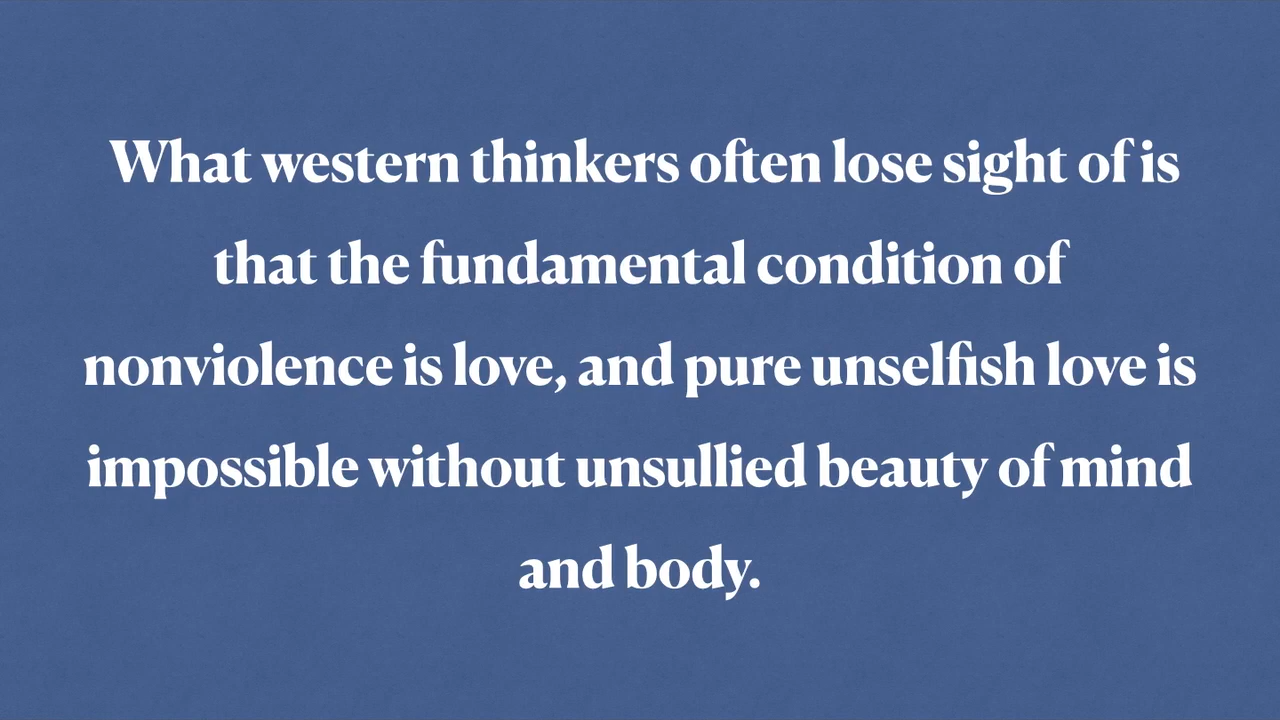 What western thinkers often lose sight of is
that the fundamental condition of
nonviolence is love, and pure unselfish love is
impossible without unsullied beauty of mind
and body.